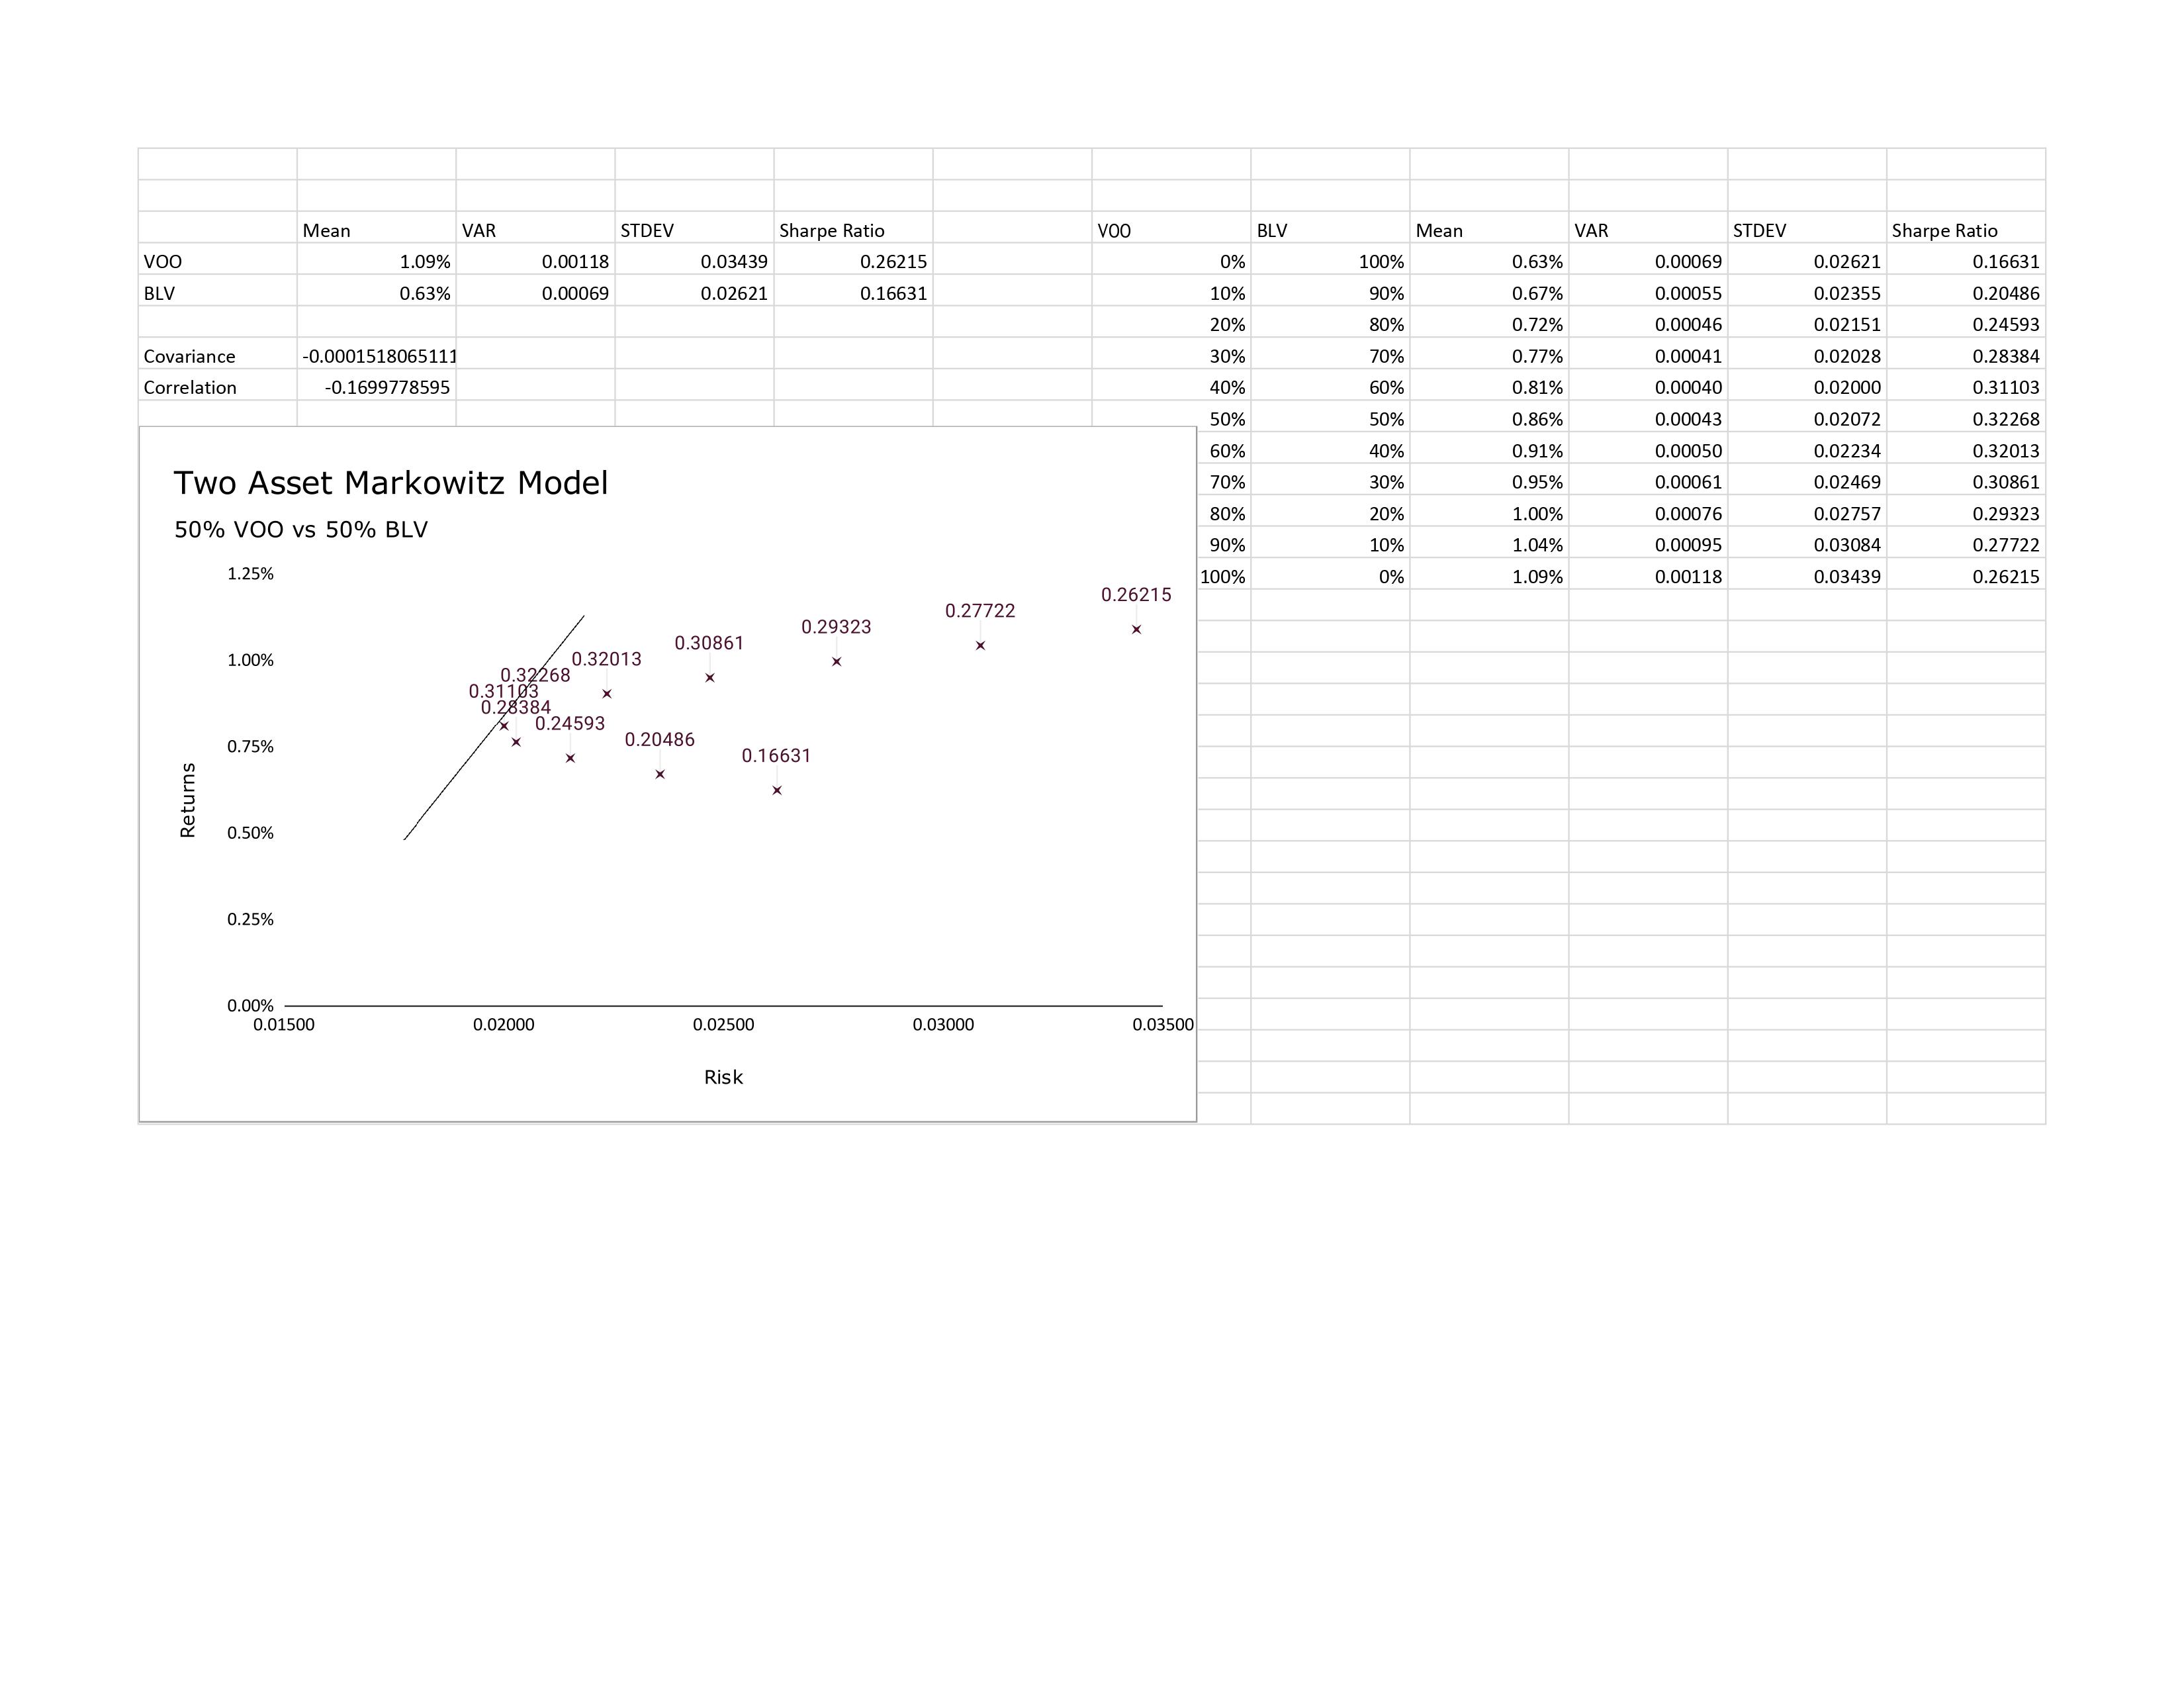 Mean VAR STDEV Sharpe Ratio VOO BLV Mean VAR STDEV Sharpe Ratio
VOO 1.09% 0.00118 0.03439 0.26215 0% 100% 0.63% 0.00069 0.02621 0.16631
BLV 0.63% 0.00069 0.02621 0.16631 10% 90% 0.67% 0.00055 0.02355 0.20486
20% 80% 0.72% 0.00046 0.02151 0.24593
Covariance -0.0001518065111 30% 70% 0.77% 0.00041 0.02028 0.28384
Correlation -0.1699778595 40% 60% 0.81% 0.00040 0.02000 0.31103
50% 50% 0.86% 0.00043 0.02072 0.32268
60% 40% 0.91% 0.00050 0.02234 0.32013
70% 30% 0.95% 0.00061 0.02469 0.30861
80% 20% 1.00% 0.00076 0.02757 0.29323
90% 10% 1.04% 0.00095 0.03084 0.27722
100% 0% 1.09% 0.00118 0.03439 0.26215
Two Asset Markowitz Model
50% VOO vs 50% BLV
1.25%
1.00%
0.75%
0.50%
0.25%
0.00%
Returns
0.26215
0.27722
0.29323
0.30861
0.32013
0.32268
0.31103
0.28384
0.24593
0.20486
0.16631
0.01500 0.02000 0.02500 0.03000 0.03500
Risk